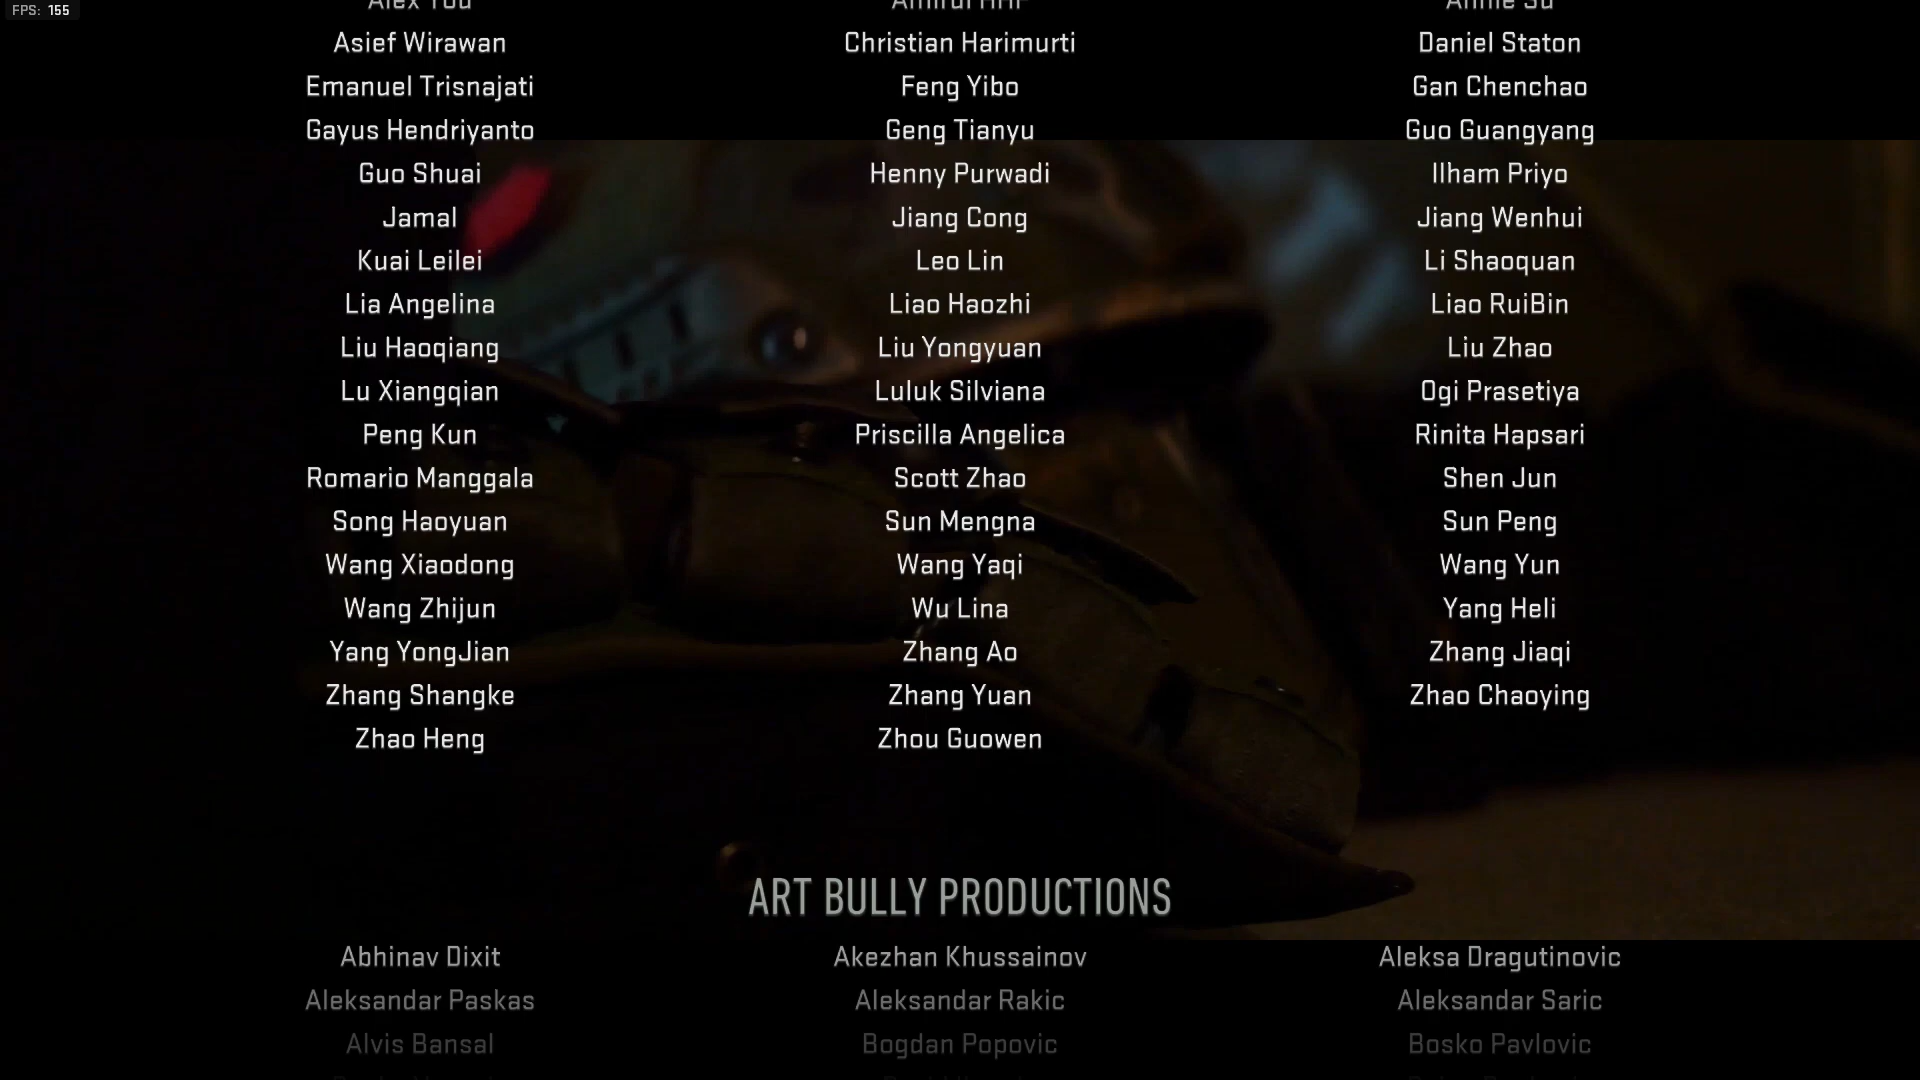 FPS: 155
Alex You Annie Su
Asief Wirawan Christian Harimurti Daniel Staton
Emanuel Trisnajati Feng Yibo Gan Chenchao
Gayus Hendriyanto Geng Tianyu Guo Guangyang
Guo Shuai Henny Purwadi Ilham Priyo
Jamal Jiang Cong Jiang Wenhui
Kuai Leilei Leo Lin Li Shaoquan
Lia Angelina Liao Haozhi Liao RuiBin
Liu Haoqiang Liu Yongyuan Liu Zhao
Lu Xiangqian Luluk Silviana Ogi Prasetiya
Peng Kun Priscilla Angelica Rinita Hapsari
Romario Manggala Scott Zhao Shen Jun
Song Haoyuan Sun Mengna Sun Peng
Wang Xiaodong Wang Yaqi Wang Yun
Wang Zhijun Wu Lina Yang Heli
Yang YongJian Zhang Ao Zhang Jiaqi
Zhang Shangke Zhang Yuan Zhao Chaoying
Zhao Heng Zhou Guowen
ART BULLY PRODUCTIONS
Abhinav Dixit Akezhan Khussainov Aleksa Dragutinovic
Aleksandar Paskas Aleksandar Rakic Aleksandar Saric
Alvis Bansal Bogdan Popovic Bosko Pavlovic